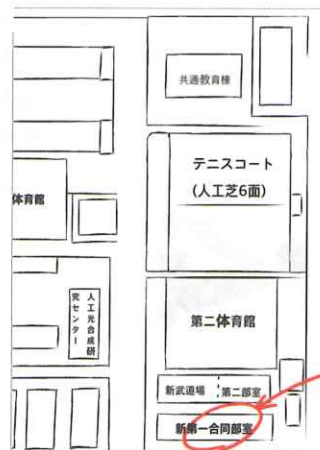 共通教育棟
テニスコート
(人工芝6面)
体育館
人工光合成研
究センター
第二体育館
新武道場
第二部室
新第一合同部室